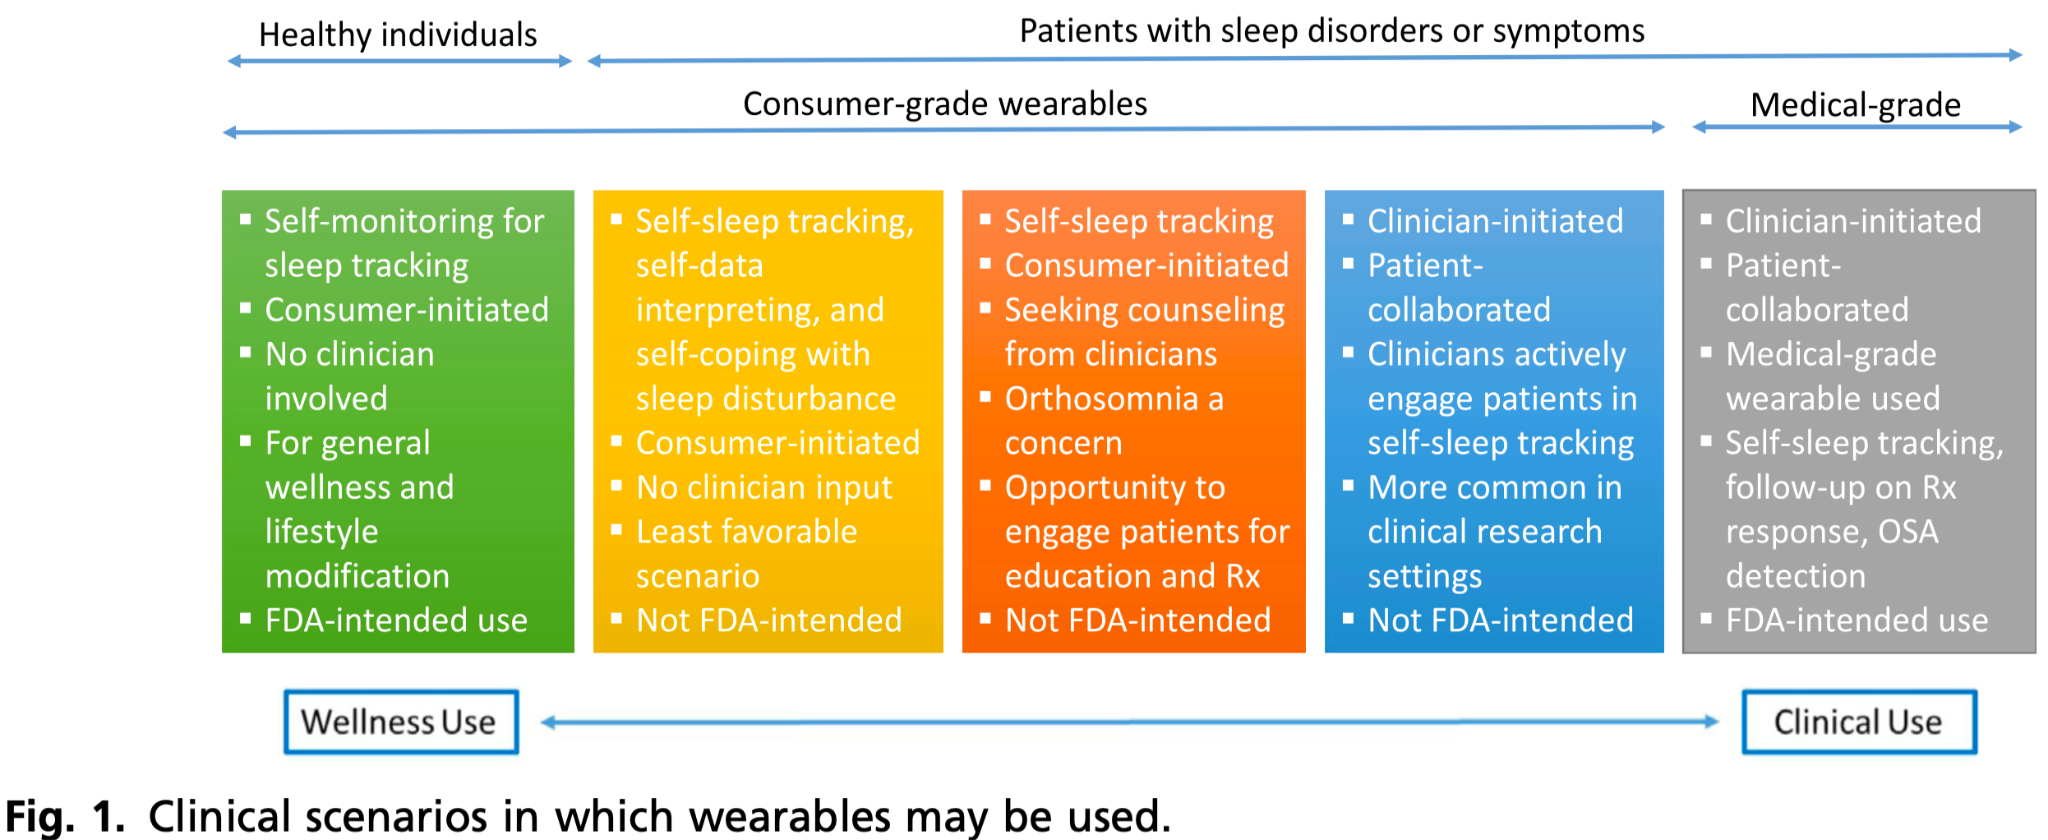 Healthy individuals
Patients with sleep disorders or symptoms
Consumer-grade wearables
Medical-grade
▪ Self-monitoring for
sleep tracking
▪ Consumer-initiated
▪ No clinician
involved
▪ For general
wellness and
lifestyle
modification
▪ FDA-intended use
▪ Self-sleep tracking,
self-data
interpreting, and
self-coping with
sleep disturbance
▪ Consumer-initiated
▪ No clinician input
▪ Least favorable
scenario
▪ Not FDA-intended
▪ Self-sleep tracking
▪ Consumer-initiated
▪ Seeking counseling
from clinicians
▪ Orthosomnia a
concern
▪ Opportunity to
engage patients for
education and Rx
▪ Not FDA-intended
▪ Clinician-initiated
▪ Patient-
collaborated
▪ Clinicians actively
engage patients in
self-sleep tracking
▪ More common in
clinical research
settings
▪ Not FDA-intended
▪ Clinician-initiated
▪ Patient-
collaborated
▪ Medical-grade
wearable used
▪ Self-sleep tracking,
follow-up on Rx
response, OSA
detection
▪ FDA-intended use
Wellness Use
Clinical Use
Fig. 1. Clinical scenarios in which wearables may be used.